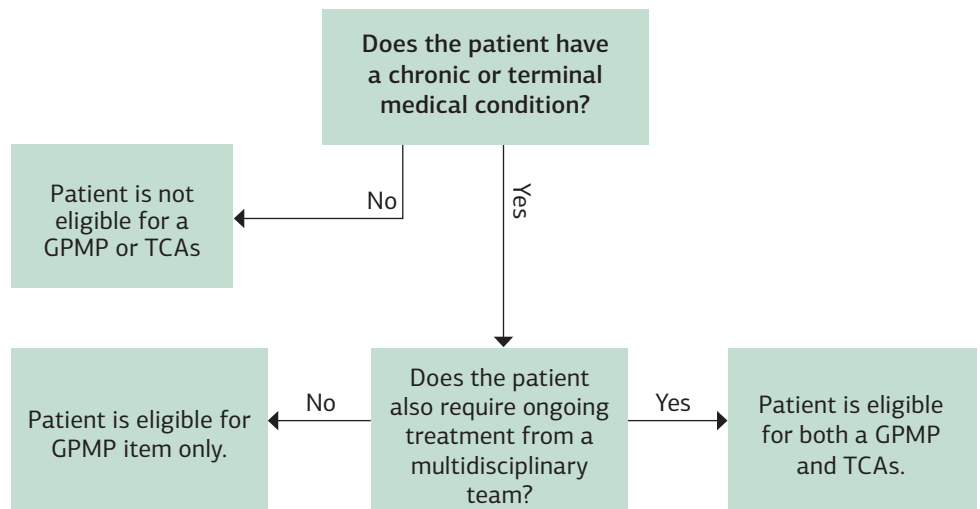 Does the patient have
a chronic or terminal
medical condition?
No
Yes
Patient is not
eligible for a
GPMP or TCAs
Patient is eligible for
GPMP item only.
No
Does the patient
also require ongoing
treatment from a
multidisciplinary
team?
Yes
Patient is eligible
for both a GPMP
and TCAs.